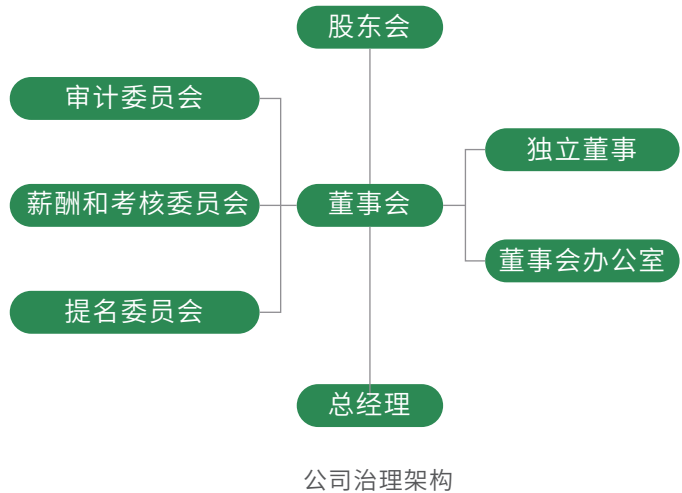 股东会
审计委员会
独立董事
薪酬和考核委员会
董事会
董事会办公室
提名委员会
总经理
公司治理架构